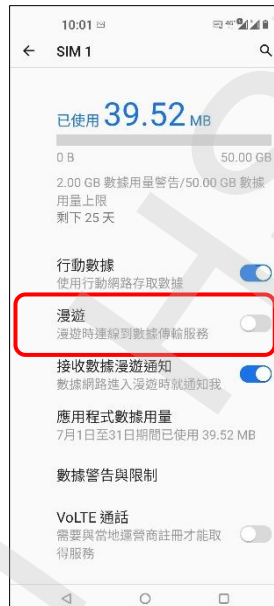 10:01
SIM 1
已使用 39.52 MB
0 B 50.00 GB
2.00 GB 數據用量警告/50.00 GB 數據
用量上限
剩下 25 天
行動數據
使用行動網路存取數據
漫遊
漫遊時連線到數據傳輸服務
接收數據漫遊通知
數據網路進入漫遊時就通知我
應用程式數據用量
7月1日至31日期間已使用 39.52 MB
數據警告與限制
VoLTE 通話
需要與當地運營商註冊才能取
得服務